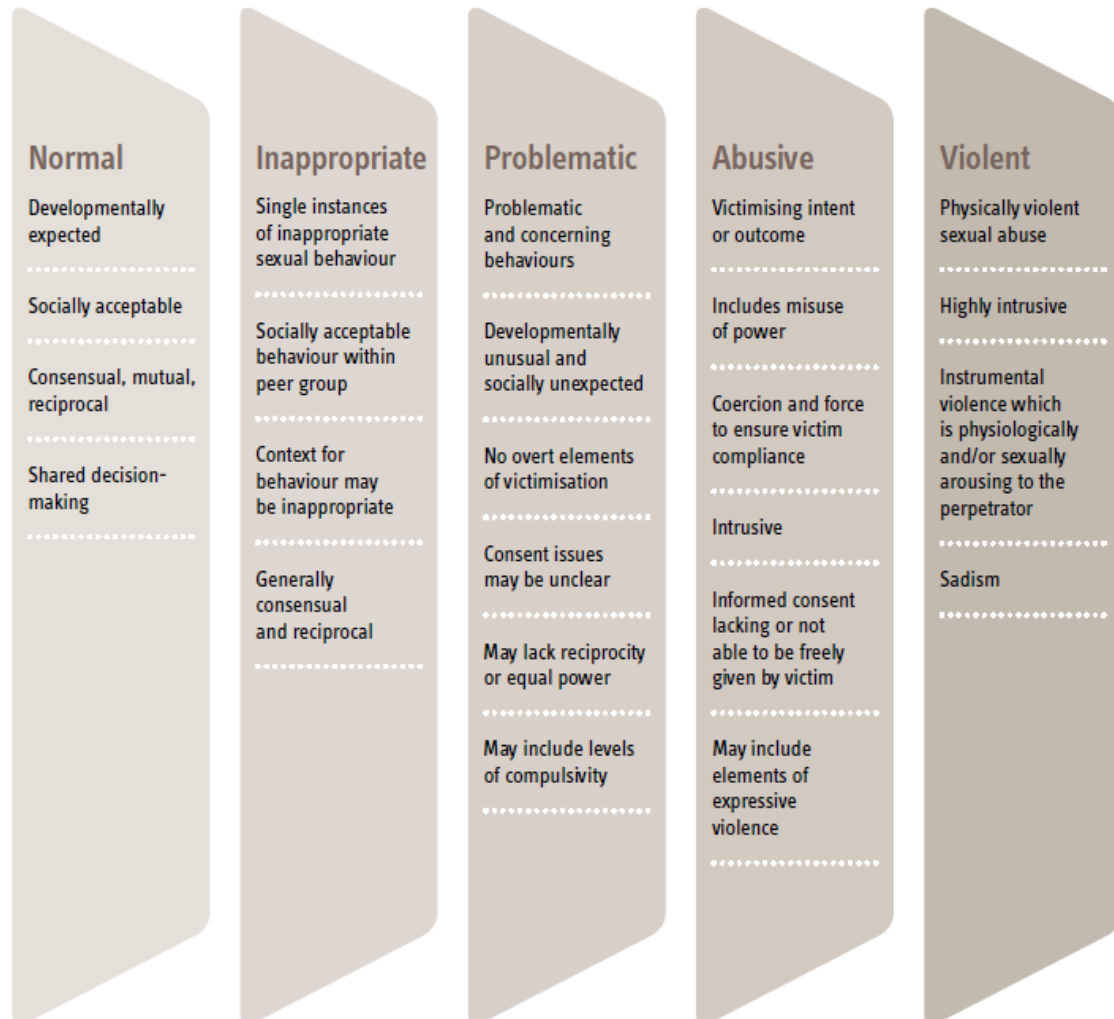 Normal
Developmentally
expected
Socially acceptable
Consensual, mutual,
reciprocal
Shared decision-
making
Inappropriate
Single instances
of inappropriate
sexual behaviour
Socially acceptable
behaviour within
peer group
Context for
behaviour may
be inappropriate
Generally
consensual
and reciprocal
Problematic
Problematic
and concerning
behaviours
Developmentally
unusual and
socially unexpected
No overt elements
of victimisation
Consent issues
may be unclear
May lack reciprocity
or equal power
May include levels
of compulsivity
Abusive
Victimising intent
or outcome
Includes misuse
of power
Coercion and force
to ensure victim
compliance
Intrusive
Informed consent
lacking or not
able to be freely
given by victim
May include
elements of
expressive
violence
Violent
Physically violent
sexual abuse
Highly intrusive
Instrumental
violence which
is physiologically
and/or sexually
arousing to the
perpetrator
Sadism